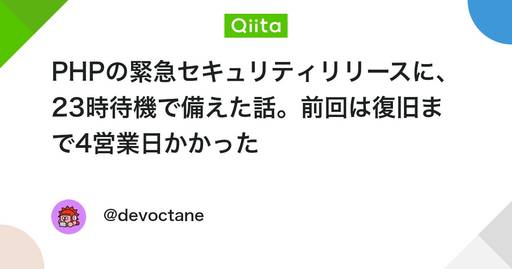 Qiita
PHPの緊急セキュリティリリースに、
23時待機で備えた話。前回は復旧ま
で4営業日かかった
@devoctane